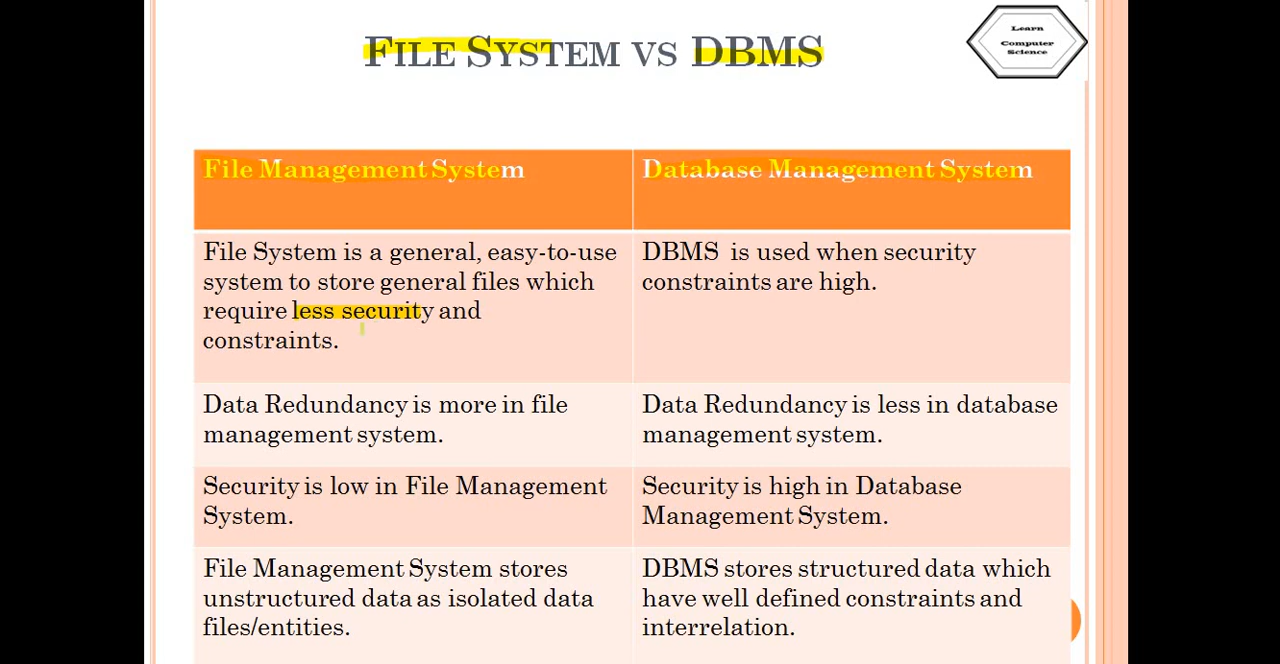 FILE SYSTEM VS DBMS
Learn
Computer
Science
File Management System
Database Management System
File System is a general, easy-to-use
system to store general files which
require less security and
constraints.
DBMS is used when security
constraints are high.
Data Redundancy is more in file
management system.
Data Redundancy is less in database
management system.
Security is low in File Management
System.
Security is high in Database
Management System.
File Management System stores
unstructured data as isolated data
files/entities.
DBMS stores structured data which
have well defined constraints and
interrelation.